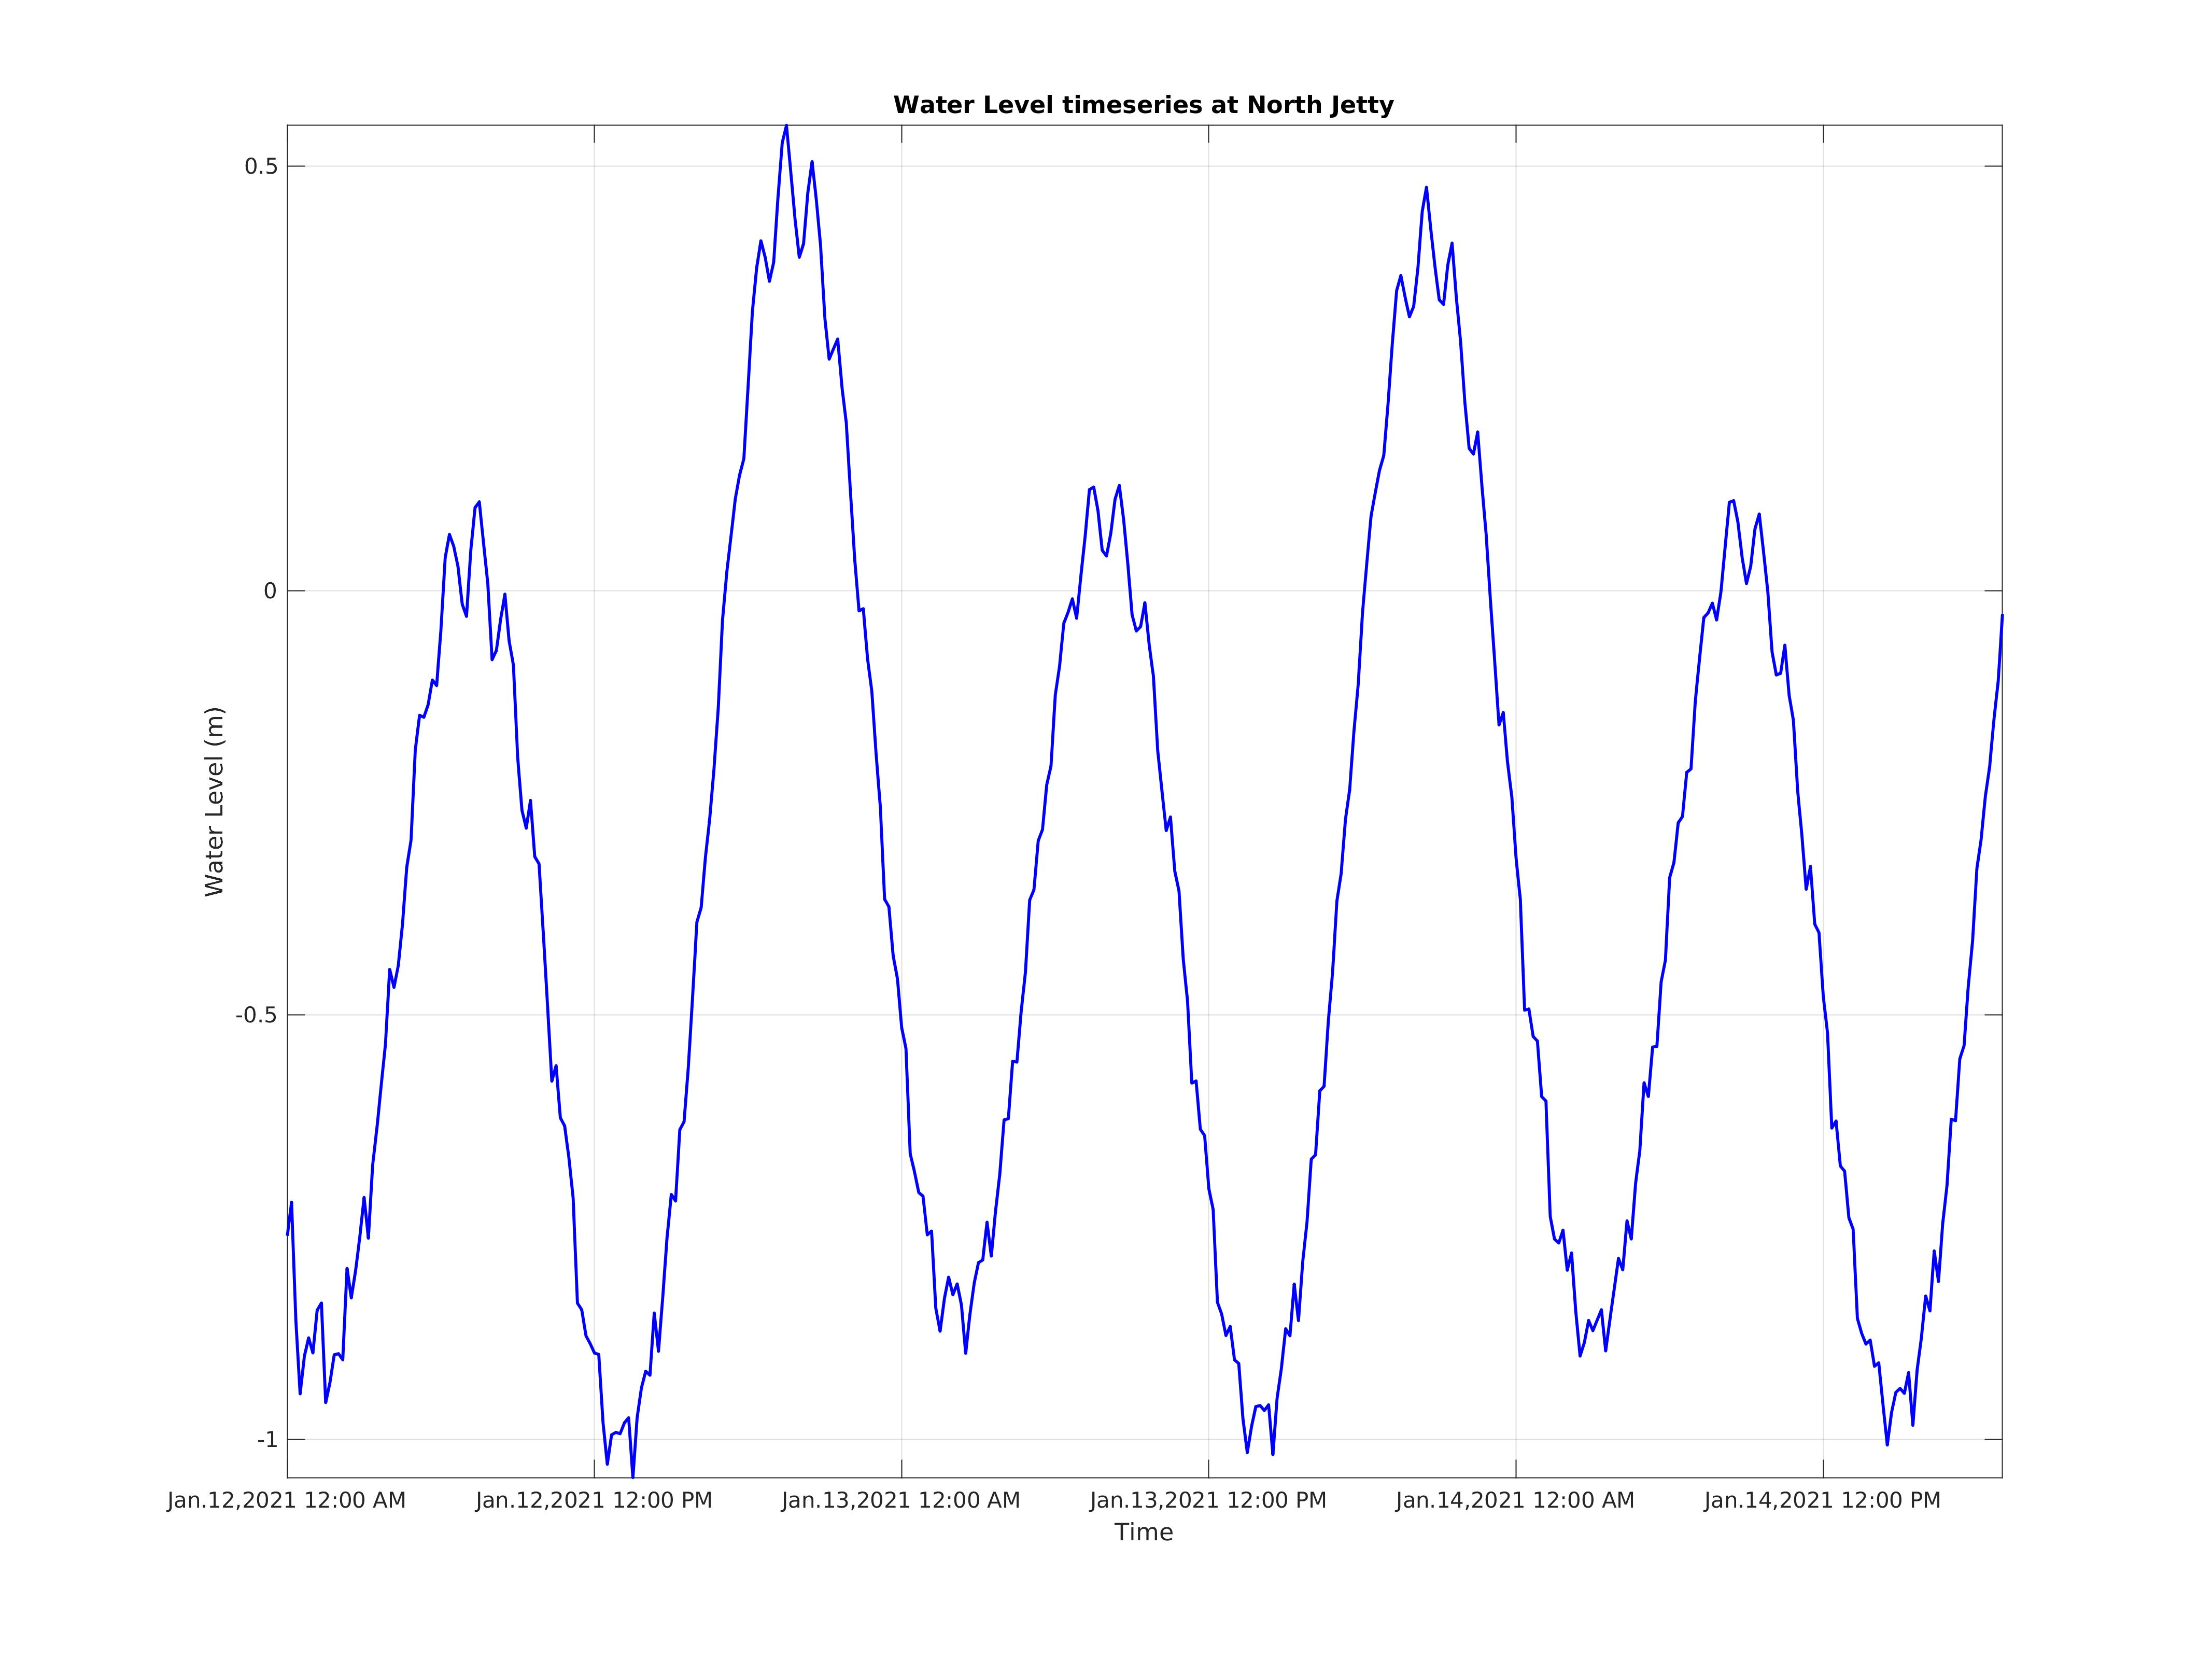 Water Level timeseries at North Jetty
0.5
0
-0.5
-1
Water Level (m)
Jan.12,2021 12:00 AM
Jan.12,2021 12:00 PM
Jan.13,2021 12:00 AM
Jan.13,2021 12:00 PM
Jan.14,2021 12:00 AM
Jan.14,2021 12:00 PM
Time